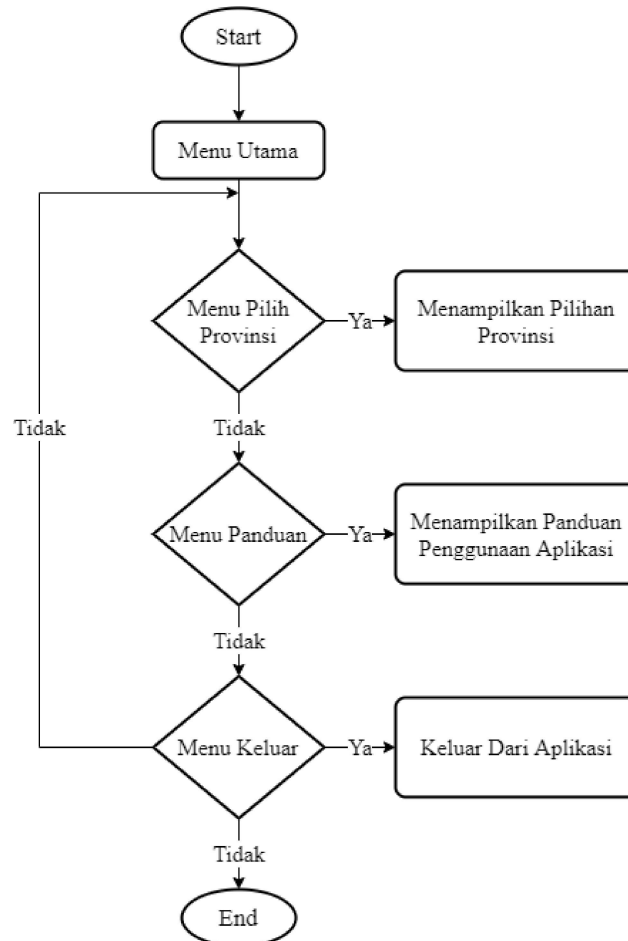 Start
Menu Utama
Menu Pilih
Provinsi
Ya
Menampilkan Pilihan
Provinsi
Tidak
Tidak
Menu Panduan
Ya
Menampilkan Panduan
Penggunaan Aplikasi
Tidak
Menu Keluar
Ya
Keluar Dari Aplikasi
Tidak
End